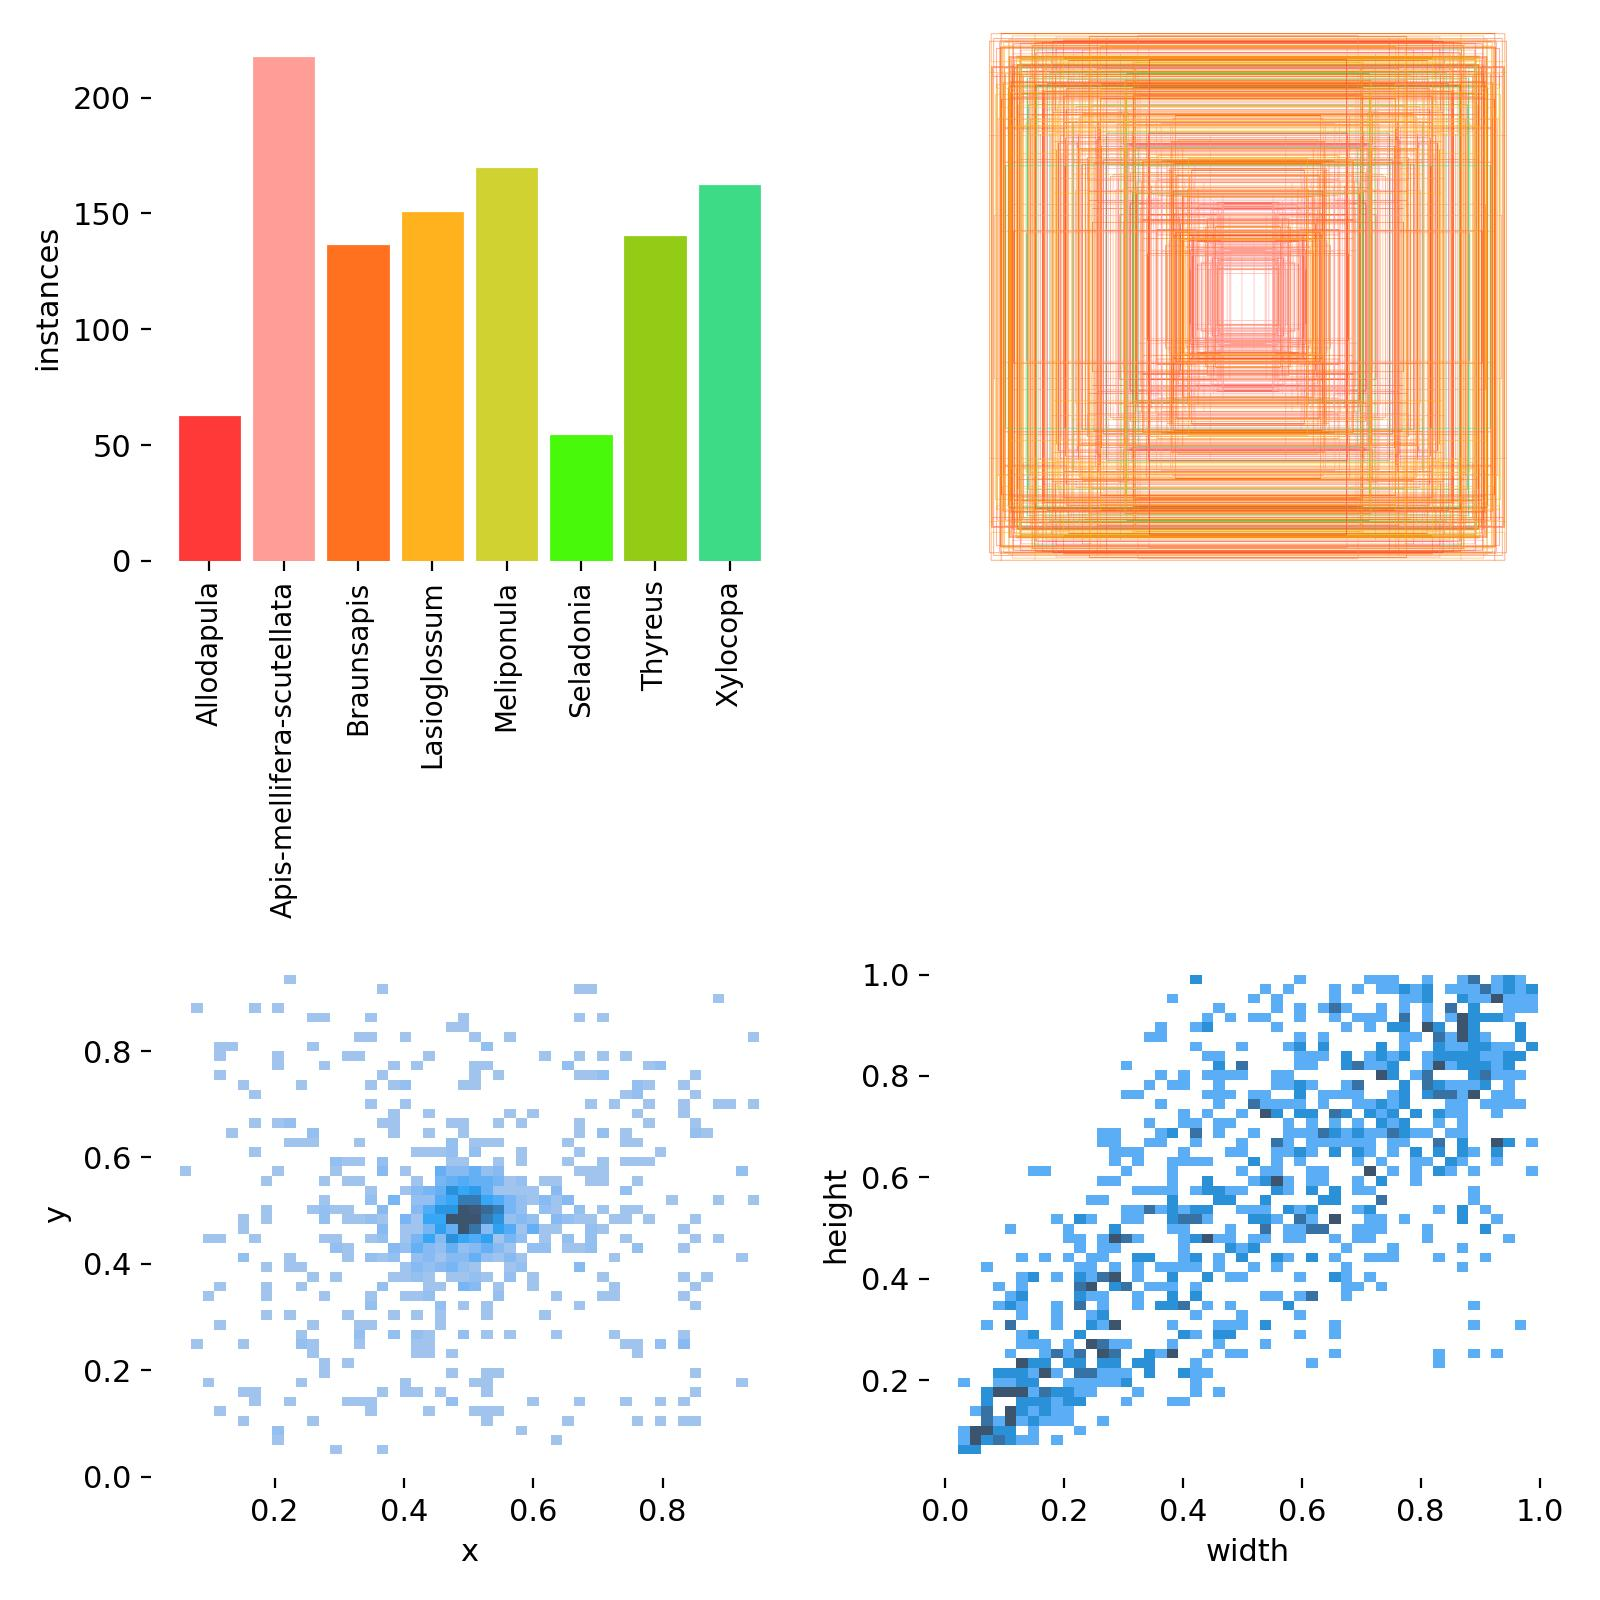 instances
200
150
100
50
0
Allodapula
Apis-mellifera-scutellata
Braunsapis
Lasioglossum
Meliponula
Seladonia
Thyreus
Xylocopa
y
0.8
0.6
0.4
0.2
0.0
0.2 0.4 0.6 0.8
x
height
1.0
0.8
0.6
0.4
0.2
0.0 0.2 0.4 0.6 0.8 1.0
width